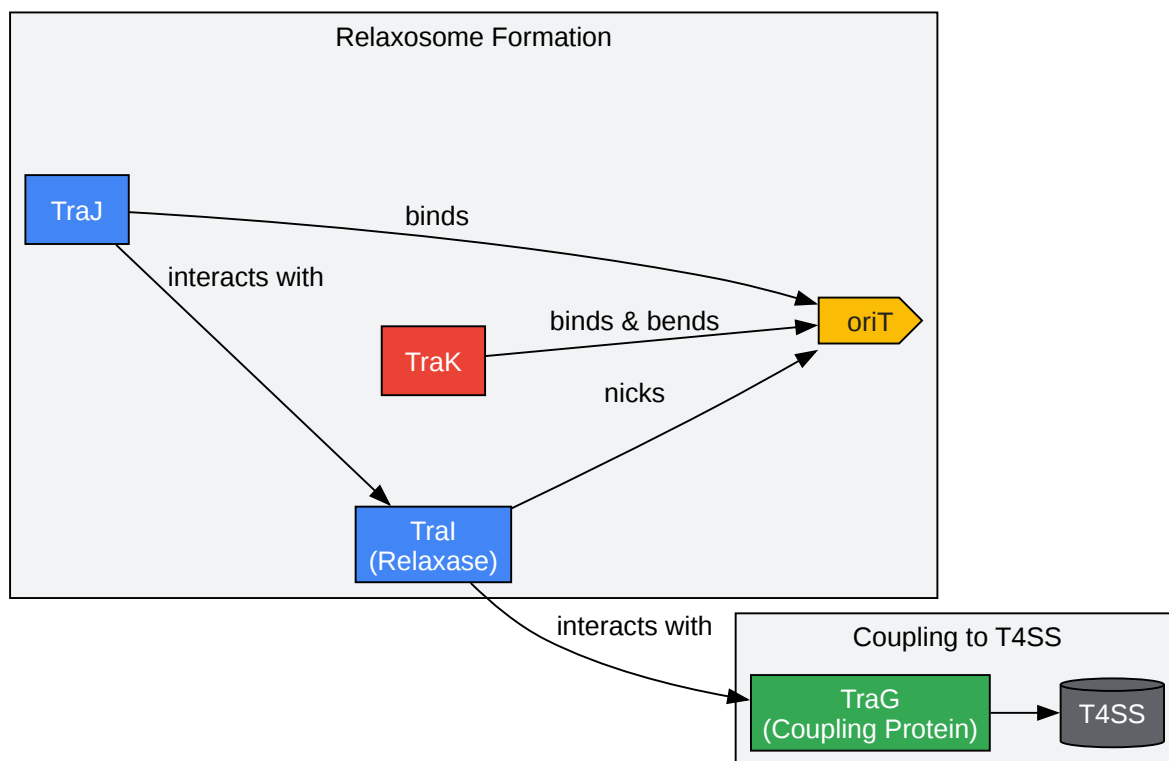 Relaxosome Formation
TraJ
binds
interacts with
binds & bends
oriT
TraK
nicks
TraI
(Relaxase)
interacts with
Coupling to T4SS
TraG
(Coupling Protein)
T4SS